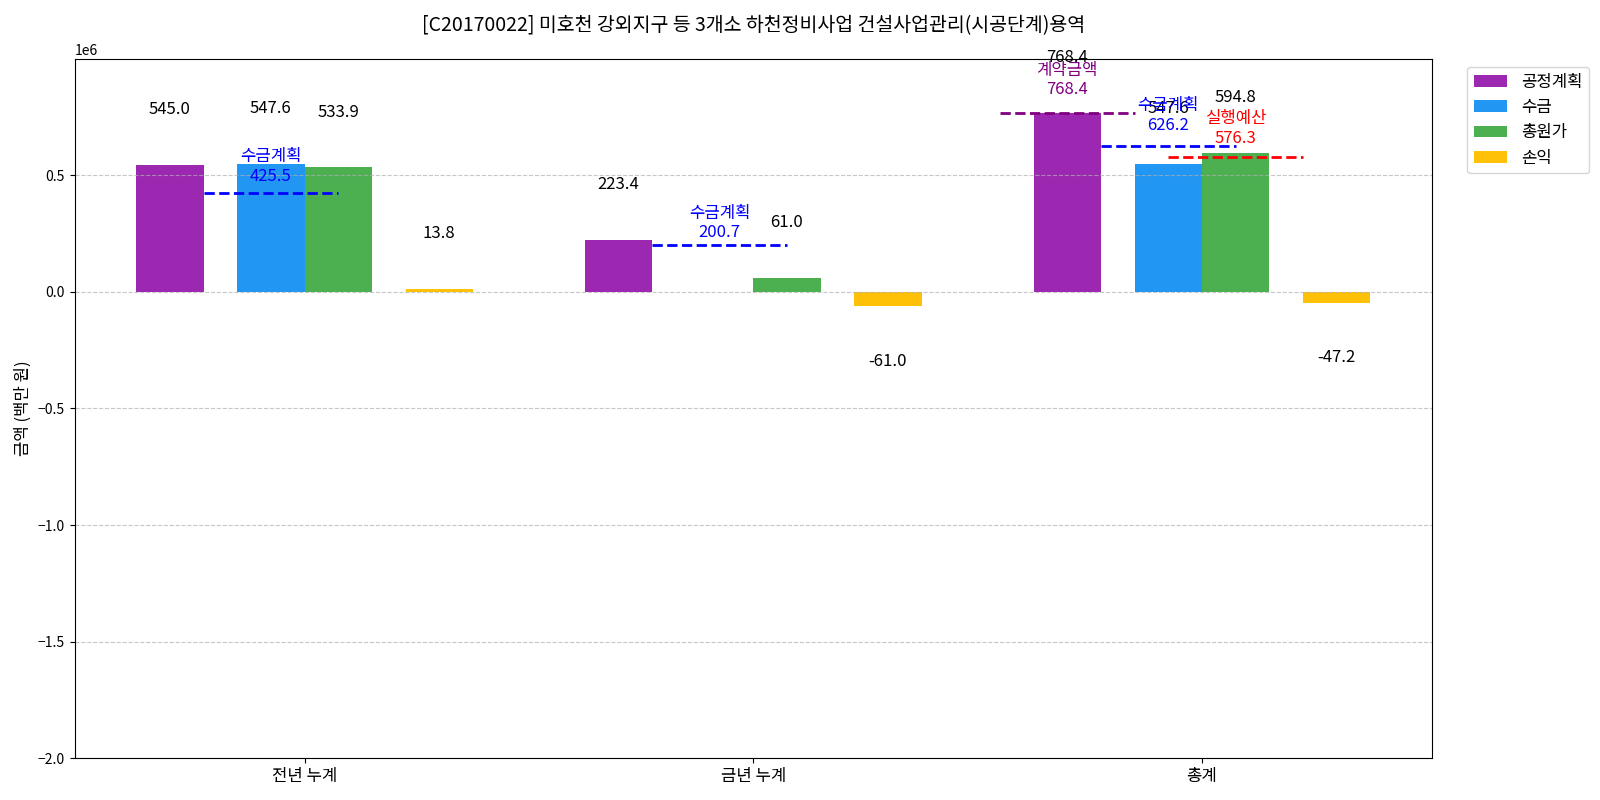 [C20170022] 미호천 강외지구 등 3개소 하천정비사업 건설사업관리(시공단계)용역
1e6
금액 (백만 원)
0.5
0.0
−0.5
−1.0
−1.5
−2.0
545.0
547.6
533.9
수금계획
425.5
13.8
223.4
수금계획
200.7
61.0
-61.0
768.4
계약금액
768.4
547.6
수금계획
626.2
594.8
실행예산
576.3
-47.2
전년 누계
금년 누계
총계
공정계획
수금
총원가
손익